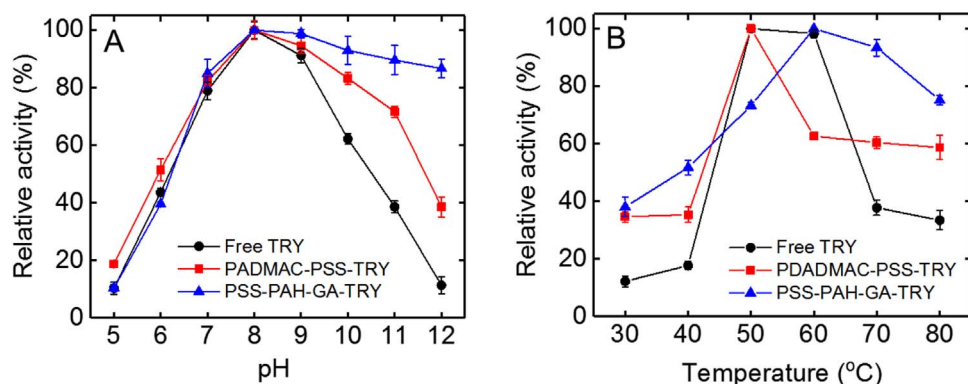 A
Relative activity (%)
100
80
60
40
20
0
Free TRY
PADMAC-PSS-TRY
PSS-PAH-GA-TRY
5 6 7 8 9 10 11 12
pH
B
Relative activity (%)
100
80
60
40
20
0
Free TRY
PDADMAC-PSS-TRY
PSS-PAH-GA-TRY
30 40 50 60 70 80
Temperature (°C)